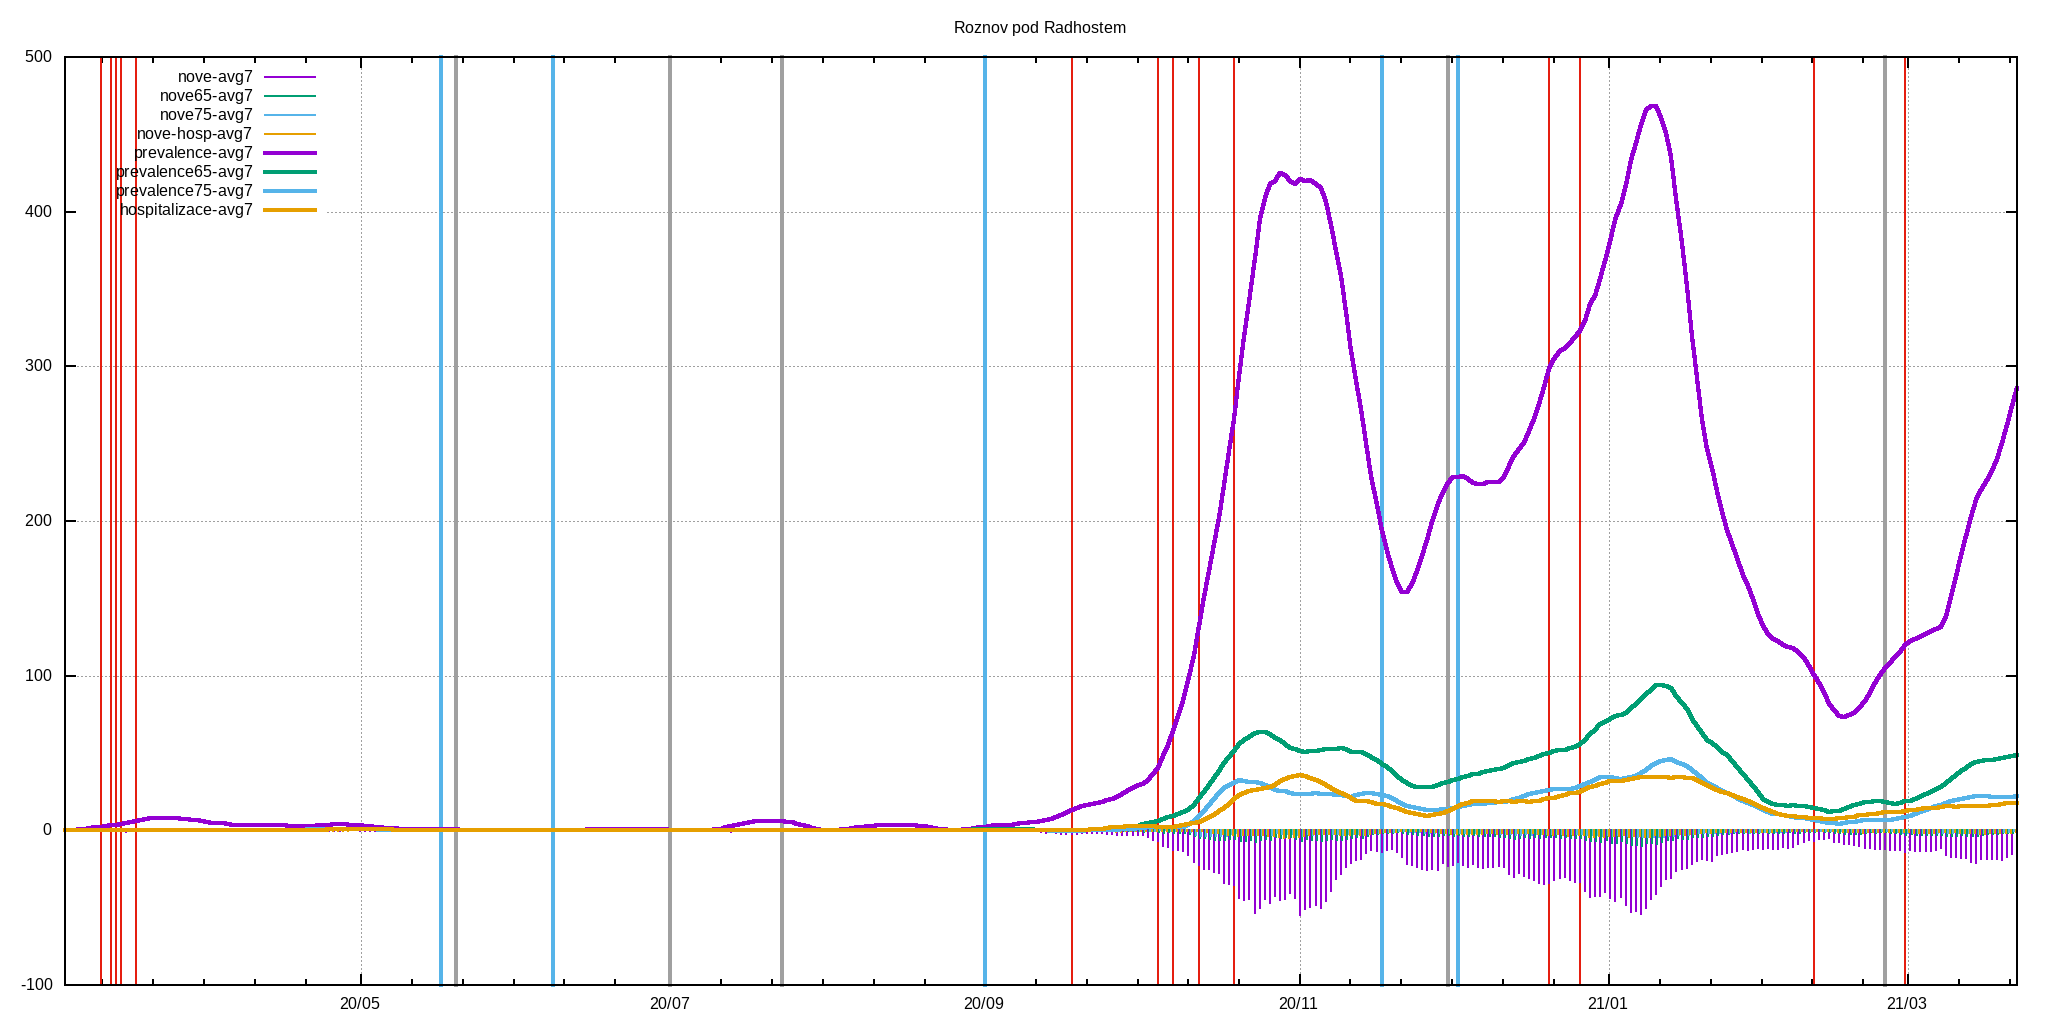 Roznov pod Radhostem
500
400
300
200
100
0
-100
nove-avg7
nove65-avg7
nove75-avg7
nove-hosp-avg7
prevalence-avg7
prevalence65-avg7
prevalence75-avg7
hospitalizace-avg7
20/05
20/07
20/09
20/11
21/01
21/03